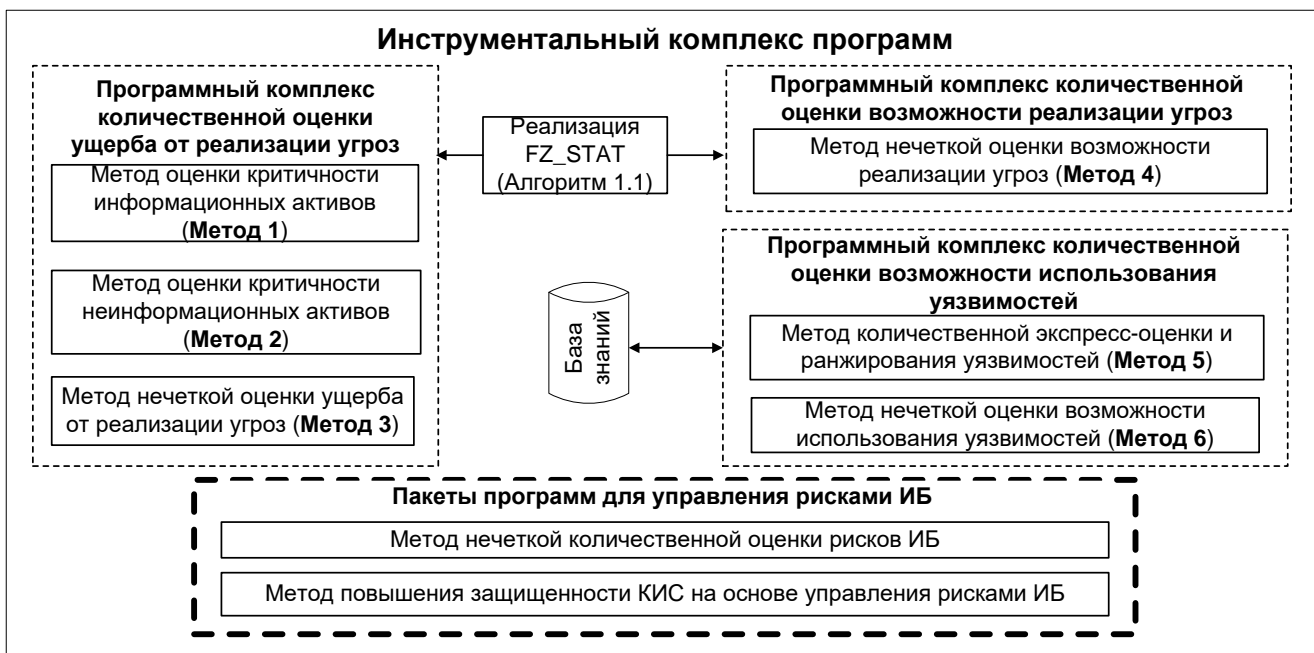 Инструментальный комплекс программ
Программный комплекс
количественной оценки
ущерба от реализации угроз
Метод оценки критичности
информационных активов
(Метод 1)
Метод оценки критичности
неинформационных активов
(Метод 2)
Метод нечеткой оценки ущерба
от реализации угроз (Метод 3)
Реализация
FZ_STAT
(Алгоритм 1.1)
База
знаний
Программный комплекс количественной
оценки возможности реализации угроз
Метод нечеткой оценки возможности
реализации угроз (Метод 4)
Программный комплекс количественной
оценки возможности использования
уязвимостей
Метод количественной экспресс-оценки и
ранжирования уязвимостей (Метод 5)
Метод нечеткой оценки возможности
использования уязвимостей (Метод 6)
Пакеты программ для управления рисками ИБ
Метод нечеткой количественной оценки рисков ИБ
Метод повышения защищенности КИС на основе управления рисками ИБ